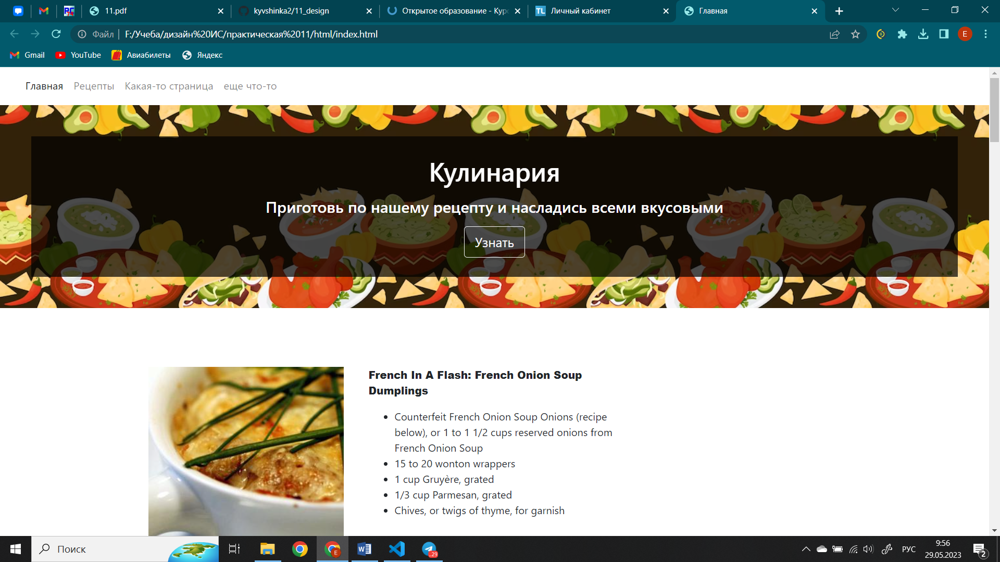 11.pdf
kyvshinka2/11_design
Открытое образование - Кур
Личный кабинет
Главная
Файл
F:/Учеба/дизайн%20ИС/практическая%2011/html/index.html
E
Gmail
YouTube
Авиабилеты
Яндекс
Главная
Рецепты
Какая-то страница
еще что-то
Кулинария
Приготовь по нашему рецепту и насладись всеми вкусовыми
Узнать
French In A Flash: French Onion Soup
Dumplings
Counterfeit French Onion Soup Onions (recipe
below), or 1 to 1 1/2 cups reserved onions from
French Onion Soup
15 to 20 wonton wrappers
1 cup Gruyère, grated
1/3 cup Parmesan, grated
Chives, or twigs of thyme, for garnish
Поиск
РУС
9:56
29.05.2023
2